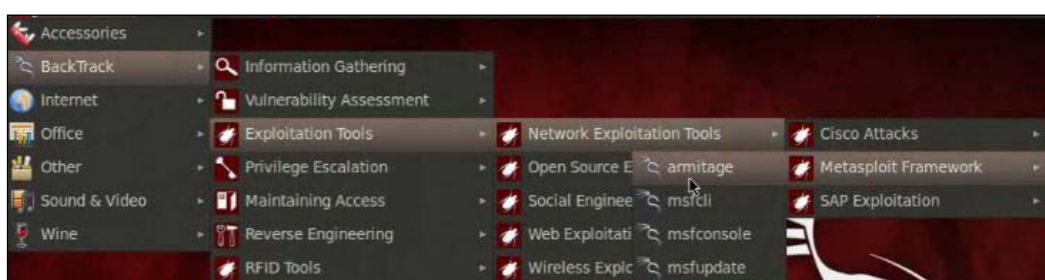 Accessories
BackTrack
Internet
Office
Other
Sound & Video
Wine
Information Gathering
Vulnerability Assessment
Exploitation Tools
Privilege Escalation
Maintaining Access
Reverse Engineering
RFID Tools
Network Exploitation Tools
Open Source E
Social Enginee
Web Exploitati
Wireless Explc
Cisco Attacks
Metasploit Framework
SAP Exploitation
armitage
msfcli
msfconsole
msfupdate